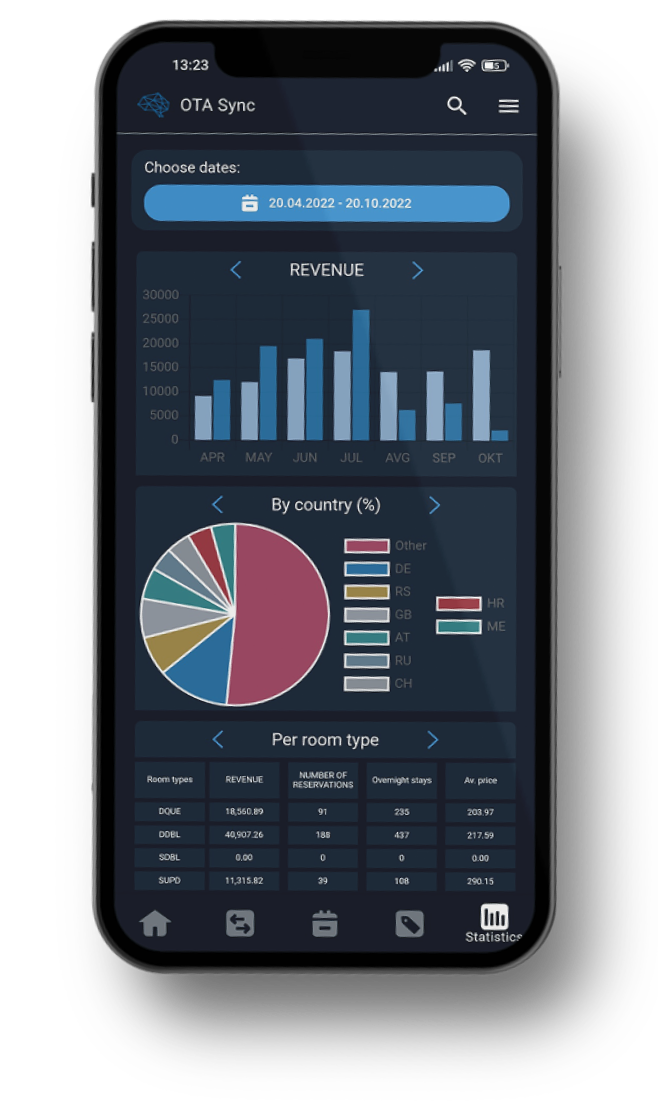 13:23
OTA Sync
Choose dates:
20.04.2022 - 20.10.2022
REVENUE
30000
25000
20000
15000
10000
5000
0
APR MAY JUN JUL AVG SEP OKT
By country (%)
Other
DE
RS
GB
AT
RU
CH
HR
ME
Per room type
Room types REVENUE NUMBER OF RESERVATIONS Overnight stays Av. price
DQUE 18,560.89 91 235 203.97
DDBL 40,907.26 188 437 217.59
SDBL 0.00 0 0 0.00
SUPD 11,315.82 39 108 290.15
Statistics